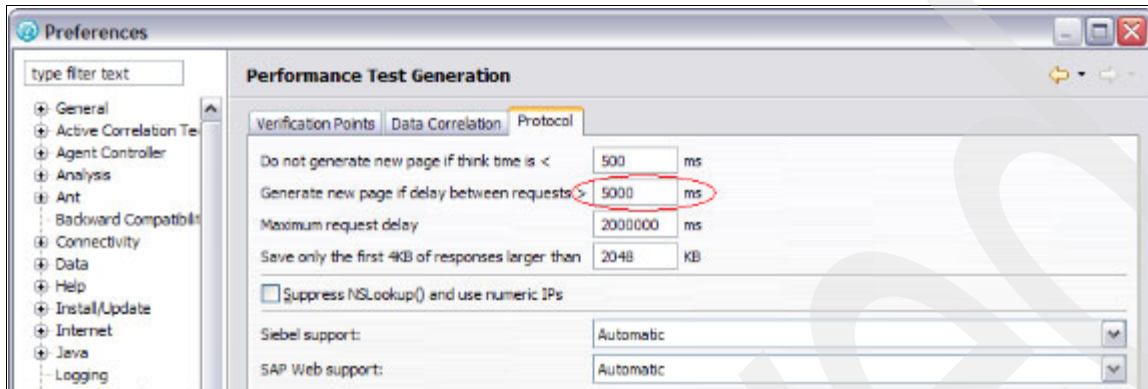 Preferences
type filter text
General
Active Correlation Te
Agent Controller
Analysis
Ant
Backward Compatibilit
Connectivity
Data
Help
Install/Update
Internet
Java
Logging
Performance Test Generation
Verification Points Data Correlation Protocol
Do not generate new page if think time is < 500 ms
Generate new page if delay between requests > 5000 ms
Maximum request delay 2000000 ms
Save only the first 4KB of responses larger than 2048 KB
Suppress NSLookup() and use numeric IPs
Siebel support: Automatic
SAP Web support: Automatic